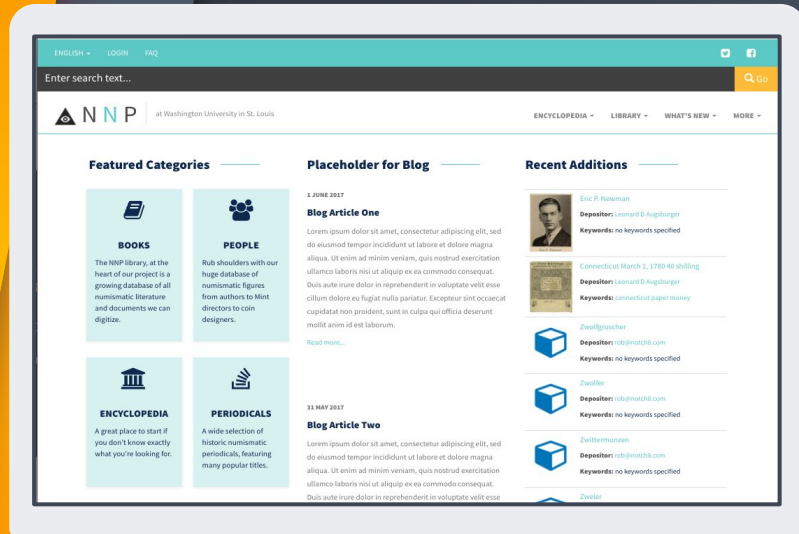 ENGLISH LOGIN FAQ
Enter search text...
Go
NNP at Washington University in St. Louis
ENCYCLOPEDIA LIBRARY WHAT'S NEW MORE
Featured Categories
BOOKS
The NNP library, at the
heart of our project is a
growing database of all
numismatic literature
and documents we can
digitize.
PEOPLE
Rub shoulders with our
huge database of
numismatic figures
from authors to Mint
directors to coin
designers.
ENCYCLOPEDIA
A great place to start if
you don't know exactly
what you're looking for.
PERIODICALS
A wide selection of
historic numismatic
periodicals, featuring
many popular titles.
Placeholder for Blog
1 JUNE 2017
Blog Article One
Lorem ipsum dolor sit amet, consectetur adipiscing elit, sed
do eiusmod tempor incididunt ut labore et dolore magna
aliqua. Ut enim ad minim veniam, quis nostrud exercitation
ullamco laboris nisi ut aliquip ex ea commodo consequat.
Duis aute irure dolor in reprehenderit in voluptate velit esse
cillum dolore eu fugiat nulla pariatur. Excepteur sint occaecat
cupidatat non proident, sunt in culpa qui officia deserunt
mollit anim id est laborum.
Read more...
31 MAY 2017
Blog Article Two
Lorem ipsum dolor sit amet, consectetur adipiscing elit, sed
do eiusmod tempor incididunt ut labore et dolore magna
aliqua. Ut enim ad minim veniam, quis nostrud exercitation
ullamco laboris nisi ut aliquip ex ea commodo consequat.
Duis aute irure dolor in reprehenderit in voluptate velit esse
Recent Additions
Eric P. Newman
Depositor: Leonard D Augsburger
Keywords: no keywords specified
Connecticut March 1, 1780 40 shilling
Depositor: Leonard D Augsburger
Keywords: connecticut paper money
Zwolfgroscher
Depositor: rob@notch8.com
Keywords: no keywords specified
Zwolfer
Depositor: rob@notch8.com
Keywords: no keywords specified
Zwittermunzen
Depositor: rob@notch8.com
Keywords: no keywords specified
Zweier